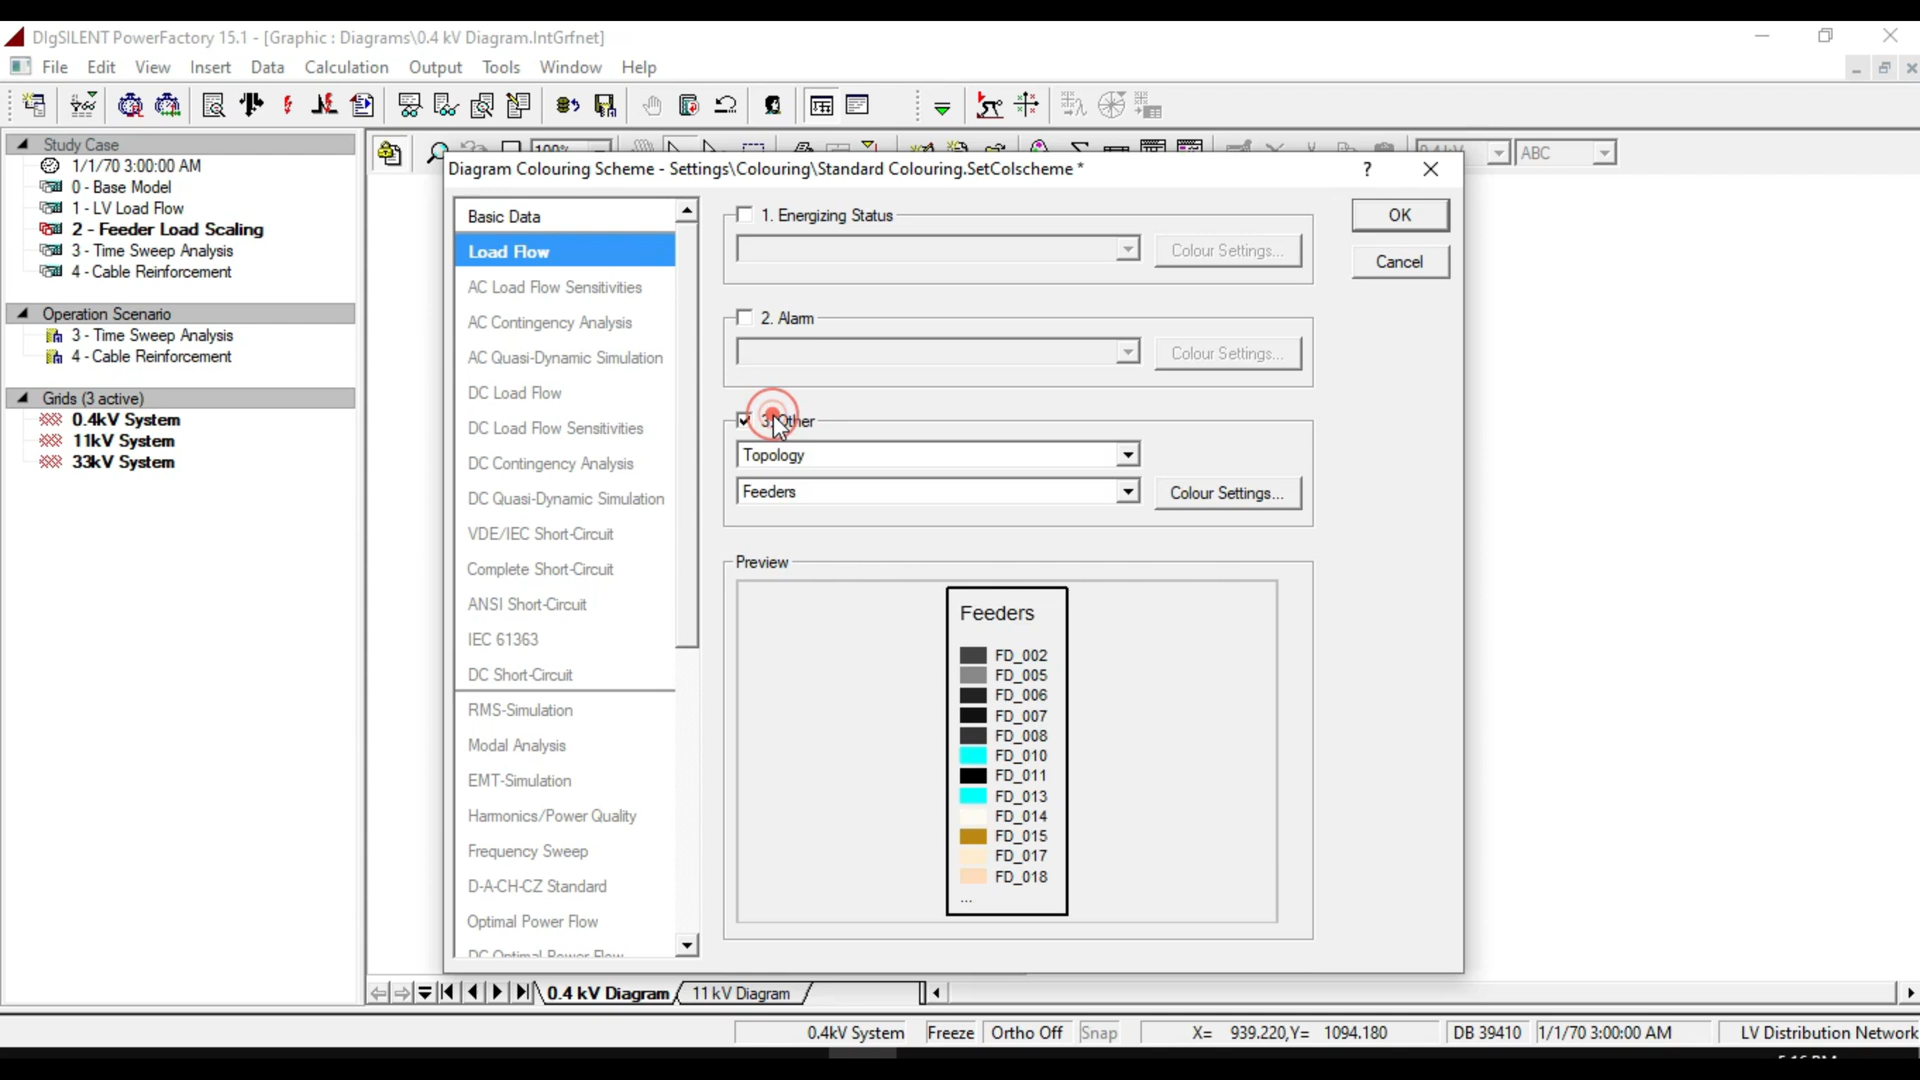 DIgSILENT PowerFactory 15.1 - [Graphic : Diagrams\0.4 kV Diagram.IntGrfnet]
File Edit View Insert Data Calculation Output Tools Window Help
Study Case
1/1/70 3:00:00 AM
0 - Base Model
1 - LV Load Flow
2 - Feeder Load Scaling
3 - Time Sweep Analysis
4 - Cable Reinforcement
Operation Scenario
3 - Time Sweep Analysis
4 - Cable Reinforcement
Grids (3 active)
0.4kV System
11kV System
33kV System
100%
0.4 kV
ABC
Diagram Colouring Scheme - Settings\Colouring\Standard Colouring.SetColscheme *
?
Basic Data
Load Flow
AC Load Flow Sensitivities
AC Contingency Analysis
AC Quasi-Dynamic Simulation
DC Load Flow
DC Load Flow Sensitivities
DC Contingency Analysis
DC Quasi-Dynamic Simulation
VDE/IEC Short-Circuit
Complete Short-Circuit
ANSI Short-Circuit
IEC 61363
DC Short-Circuit
RMS-Simulation
Modal Analysis
EMT-Simulation
Harmonics/Power Quality
Frequency Sweep
D-A-CH-CZ Standard
Optimal Power Flow
DC Optimal Power Flow
1. Energizing Status
Colour Settings...
2. Alarm
Colour Settings...
3. Other
Topology
Feeders
Colour Settings...
OK
Cancel
Preview
Feeders
FD_002
FD_005
FD_006
FD_007
FD_008
FD_010
FD_011
FD_013
FD_014
FD_015
FD_017
FD_018
...
0.4 kV Diagram
11 kV Diagram
0.4kV System Freeze Ortho Off Snap X= 939.220,Y= 1094.180 DB 39410 1/1/70 3:00:00 AM LV Distribution Network